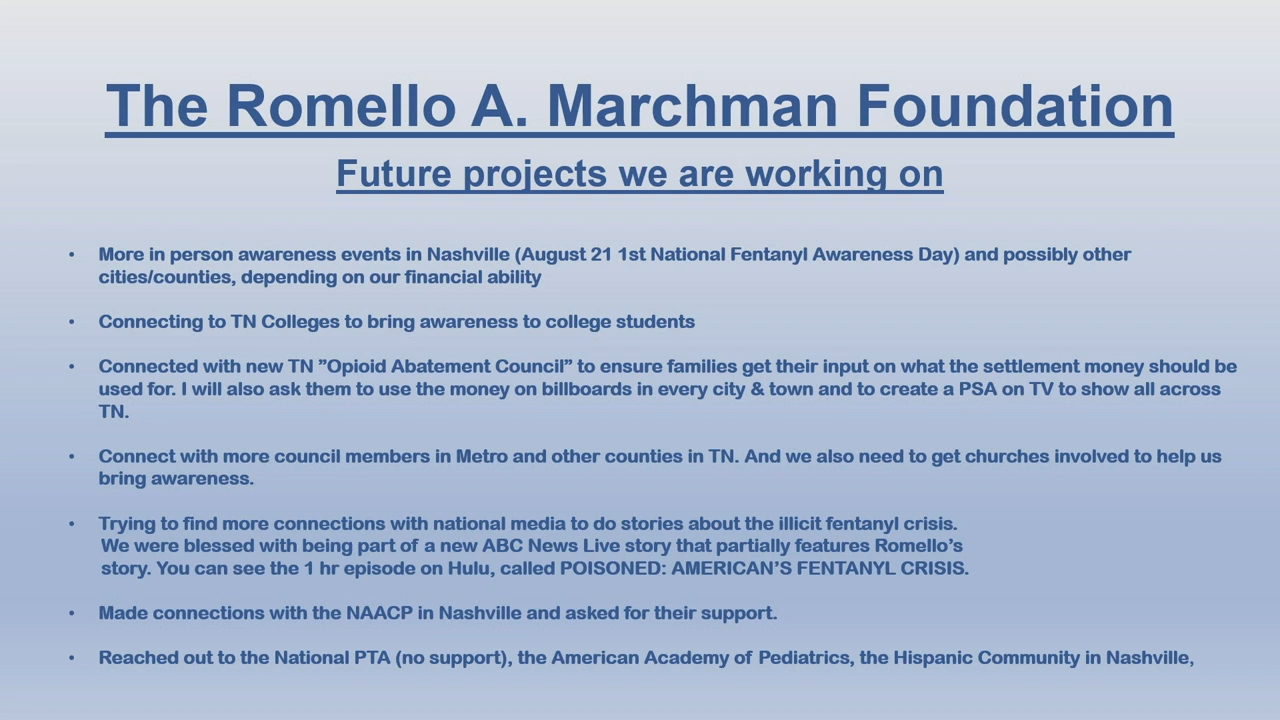 The Romello A. Marchman Foundation
Future projects we are working on
• More in person awareness events in Nashville (August 21 1st National Fentanyl Awareness Day) and possibly other
cities/counties, depending on our financial ability
• Connecting to TN Colleges to bring awareness to college students
• Connected with new TN ”Opioid Abatement Council” to ensure families get their input on what the settlement money should be
used for. I will also ask them to use the money on billboards in every city & town and to create a PSA on TV to show all across
TN.
• Connect with more council members in Metro and other counties in TN. And we also need to get churches involved to help us
bring awareness.
• Trying to find more connections with national media to do stories about the illicit fentanyl crisis.
We were blessed with being part of a new ABC News Live story that partially features Romello’s
story. You can see the 1 hr episode on Hulu, called POISONED: AMERICAN’S FENTANYL CRISIS.
• Made connections with the NAACP in Nashville and asked for their support.
• Reached out to the National PTA (no support), the American Academy of Pediatrics, the Hispanic Community in Nashville,